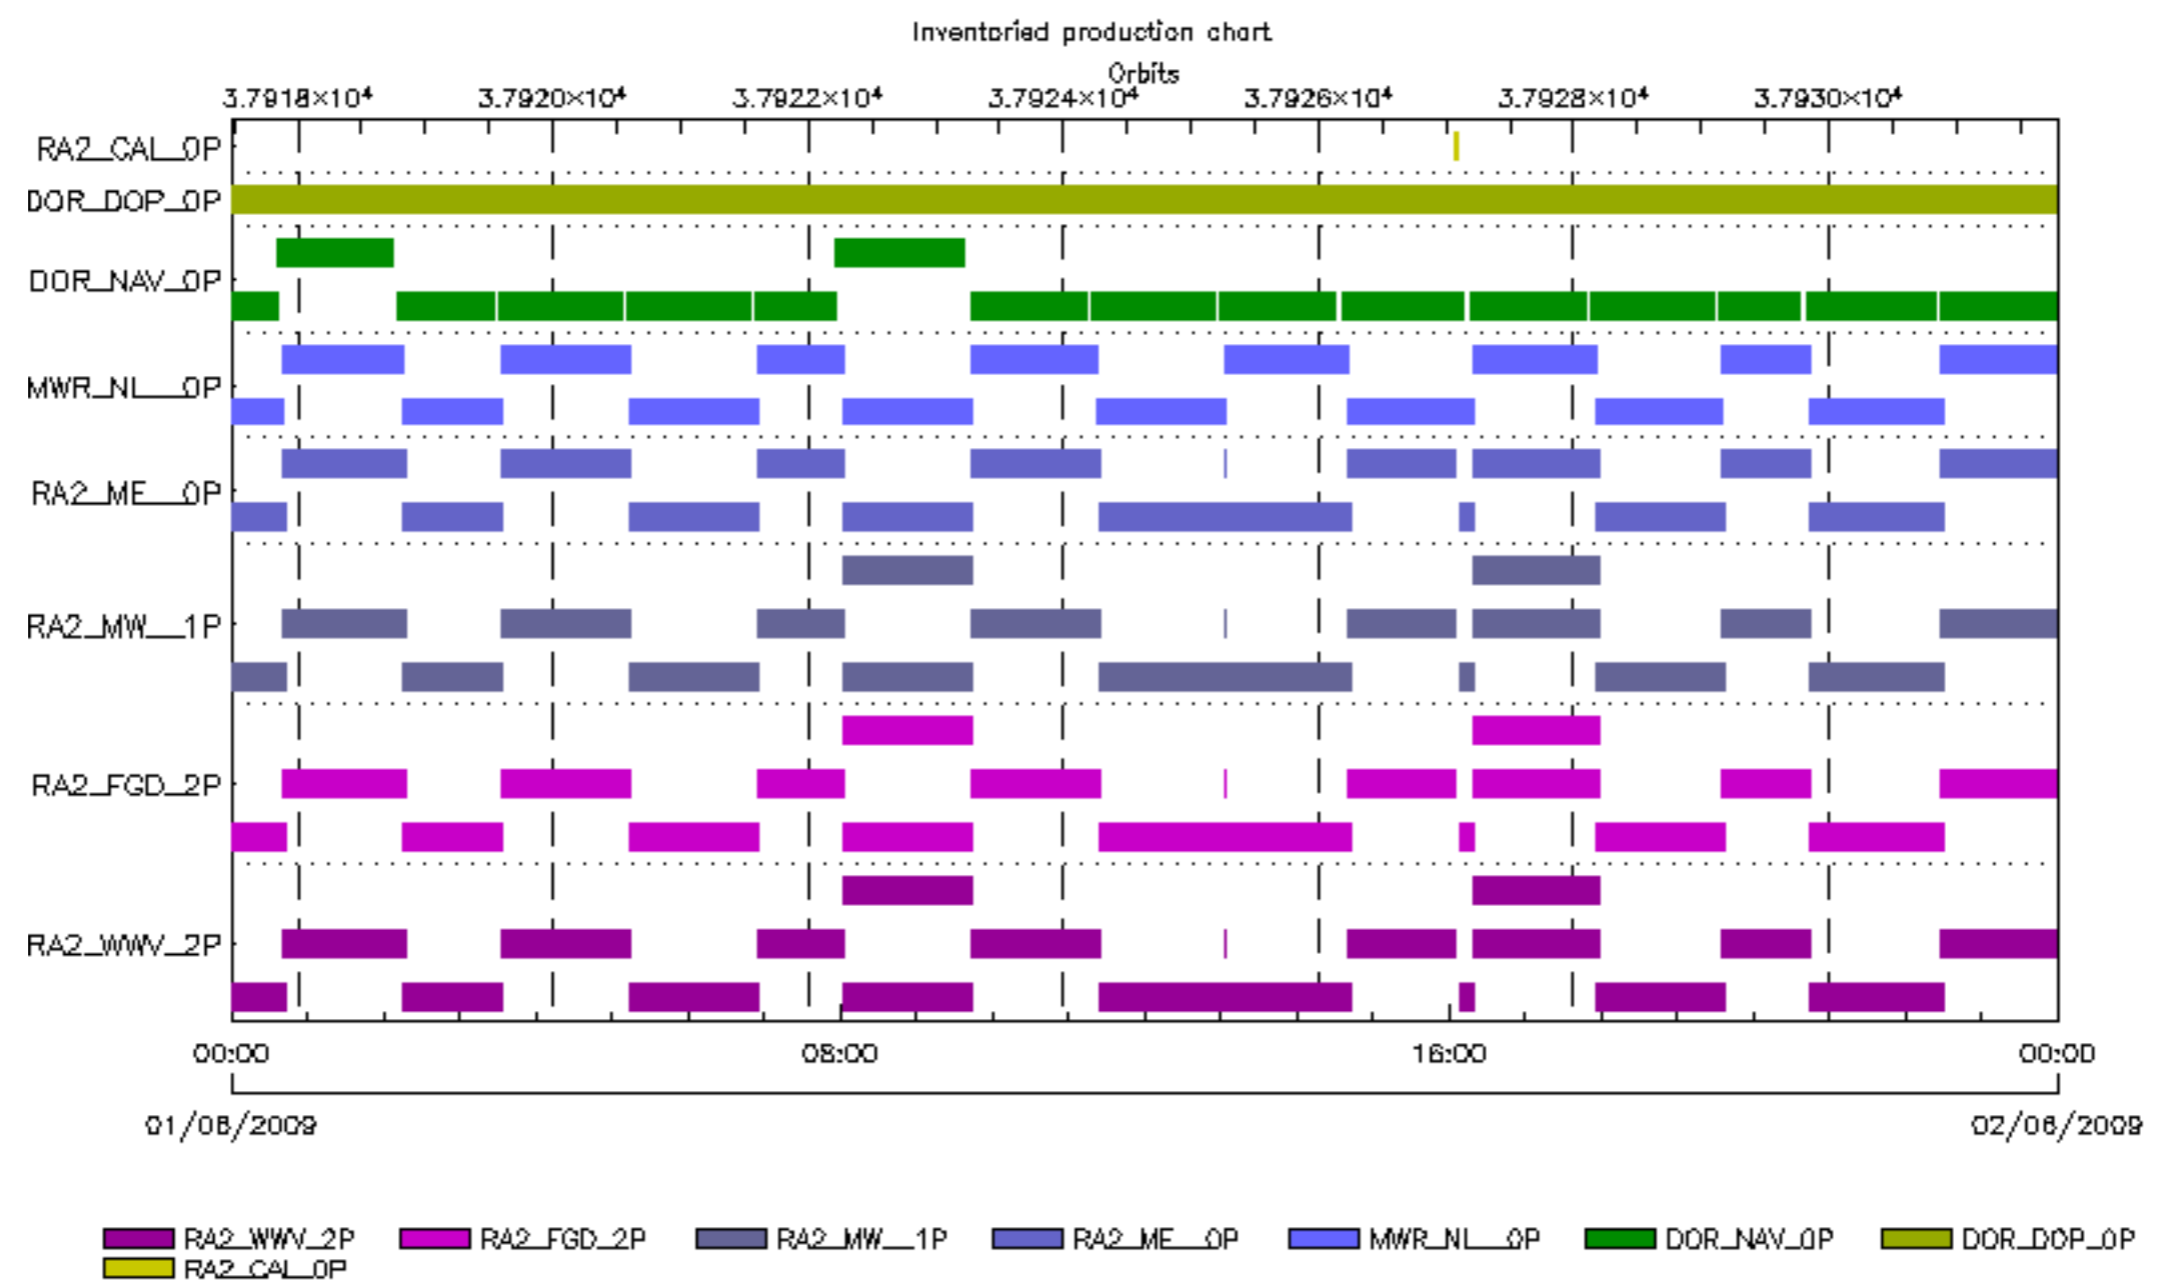 Inventoried production chart
Orbits
3.7918×10⁴ 3.7920×10⁴ 3.7922×10⁴ 3.7924×10⁴ 3.7926×10⁴ 3.7928×10⁴ 3.7930×10⁴
RA2_CAL_0P
DOR_DOP_0P
DOR_NAV_0P
MWR_NL__0P
RA2_ME__0P
RA2_MW__1P
RA2_FGD_2P
RA2_WWV_2P
00:00 08:00 16:00 00:00
01/06/2009 02/06/2009
RA2_WWV_2P RA2_FGD_2P RA2_MW__1P RA2_ME__0P MWR_NL__0P DOR_NAV_0P DOR_DOP_0P
RA2_CAL_0P